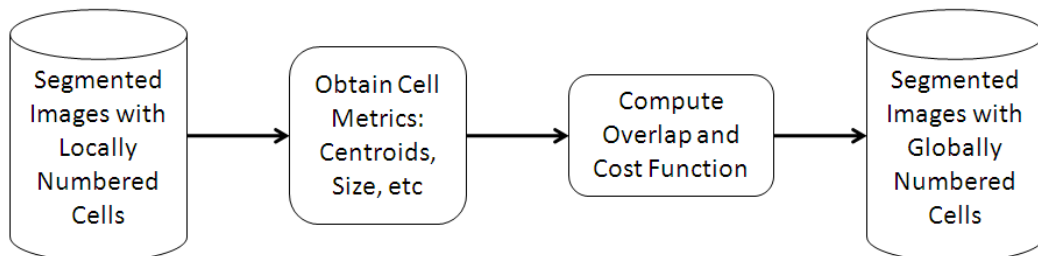 Segmented
Images with
Locally
Numbered
Cells
Obtain Cell
Metrics:
Centroids,
Size, etc
Compute
Overlap and
Cost Function
Segmented
Images with
Globally
Numbered
Cells